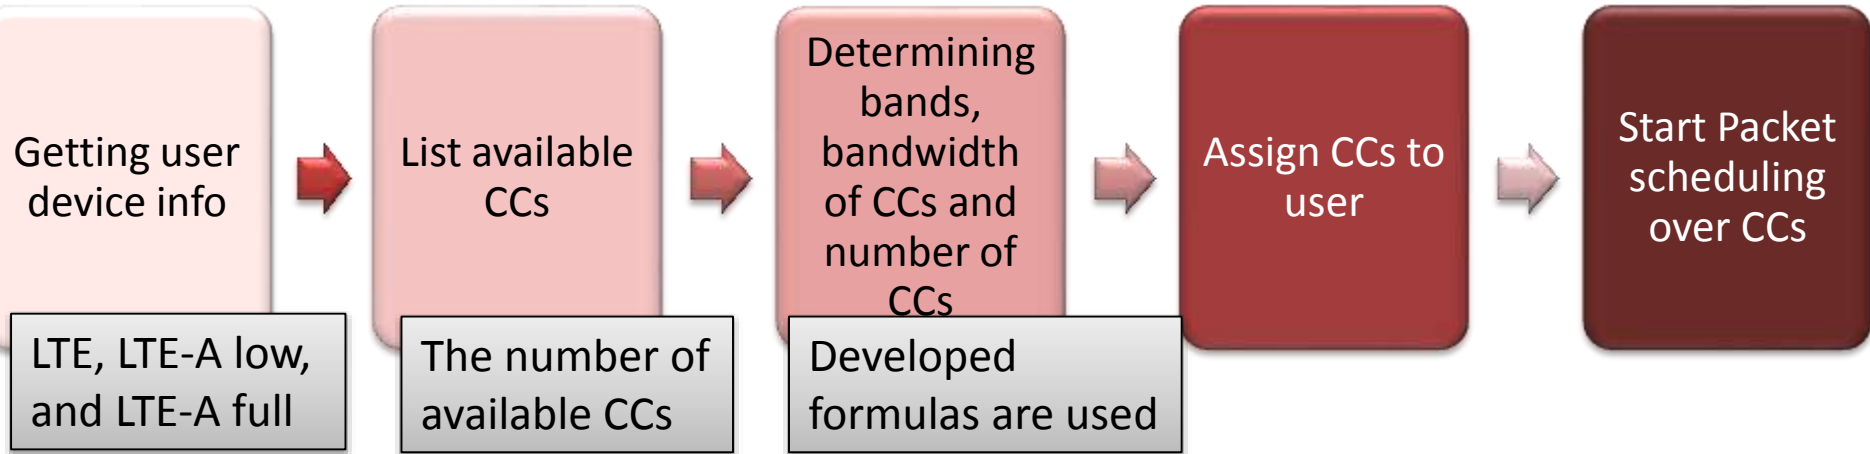 Getting user
device info
LTE, LTE-A low,
and LTE-A full
List available
CCs
The number of
available CCs
Determining
bands,
bandwidth
of CCs and
number of
CCs
Developed
formulas are used
Assign CCs to
user
Start Packet
scheduling
over CCs